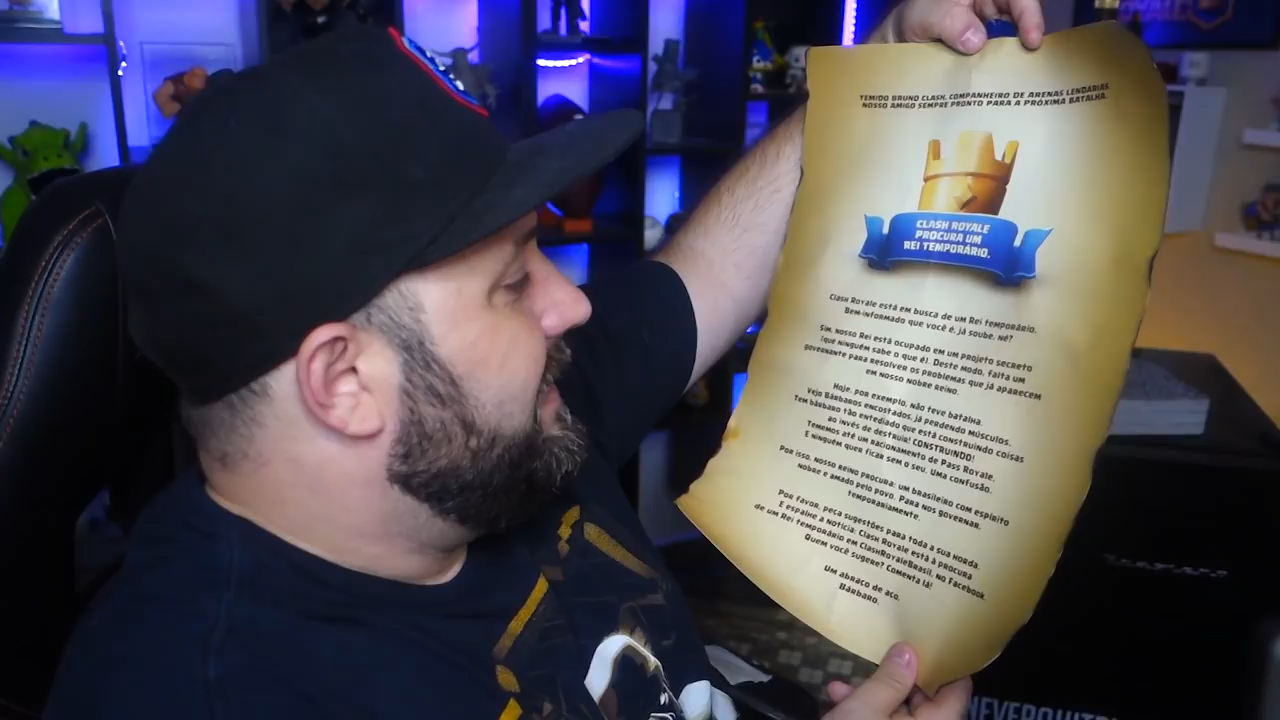 TEMIDO BRUNO CLASH, COMPANHEIRO DE ARENAS LENDÁRIAS
NOSSO AMIGO SEMPRE PRONTO PARA A PRÓXIMA BATALHA.
CLASH ROYALE
PROCURA UM
REI TEMPORÁRIO.
Clash Royale está em busca de um Rei temporário.
Bem-informado que você é, já soube, né?
Sim, nosso Rei está ocupado em um projeto secreto
(que ninguém sabe o que é). Deste modo, falta um
governante para resolver os problemas que já aparecem
em nosso nobre reino.
Hoje, por exemplo, não teve batalha.
Vejo Bárbaros encostados, já perdendo músculos.
Tem bárbaro tão entediado que está construindo coisas
ao invés de destruir! CONSTRUINDO!
Tememos até um racionamento de Pass Royale.
E ninguém quer ficar sem o seu. Uma confusão.
Por isso, nosso reino procura: um brasileiro com espírito
nobre e amado pelo povo. Para nos governar.
temporariamente.
Por favor, peça sugestões para toda a sua horda.
E espalhe a notícia: Clash Royale está à procura
de um Rei temporário em ClashRoyaleBrasil, no Facebook.
Quem você sugere? Comenta lá!
Um abraço de aço,
Bárbaro.